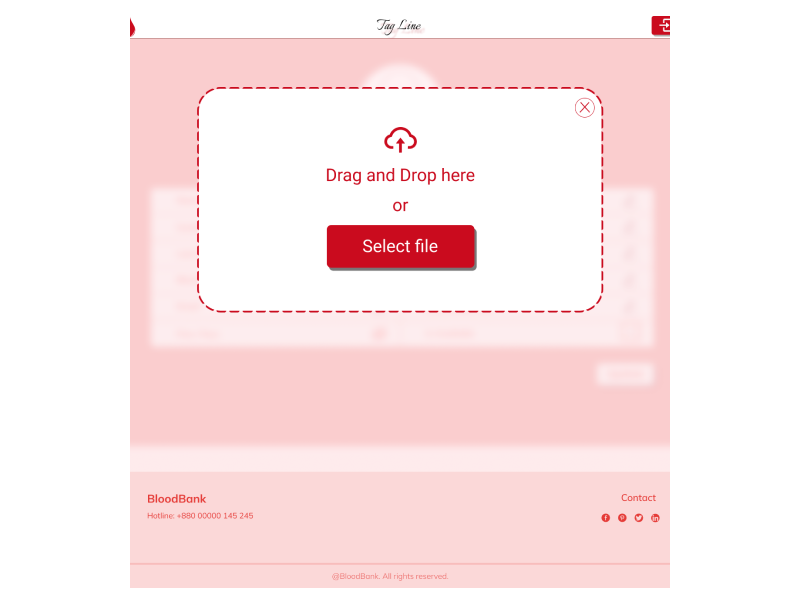 Tag Line
Drag and Drop here
or
Select file
BloodBank
Contact
Hotline: +880 00000 145 245
@BloodBank. All rights reserved.